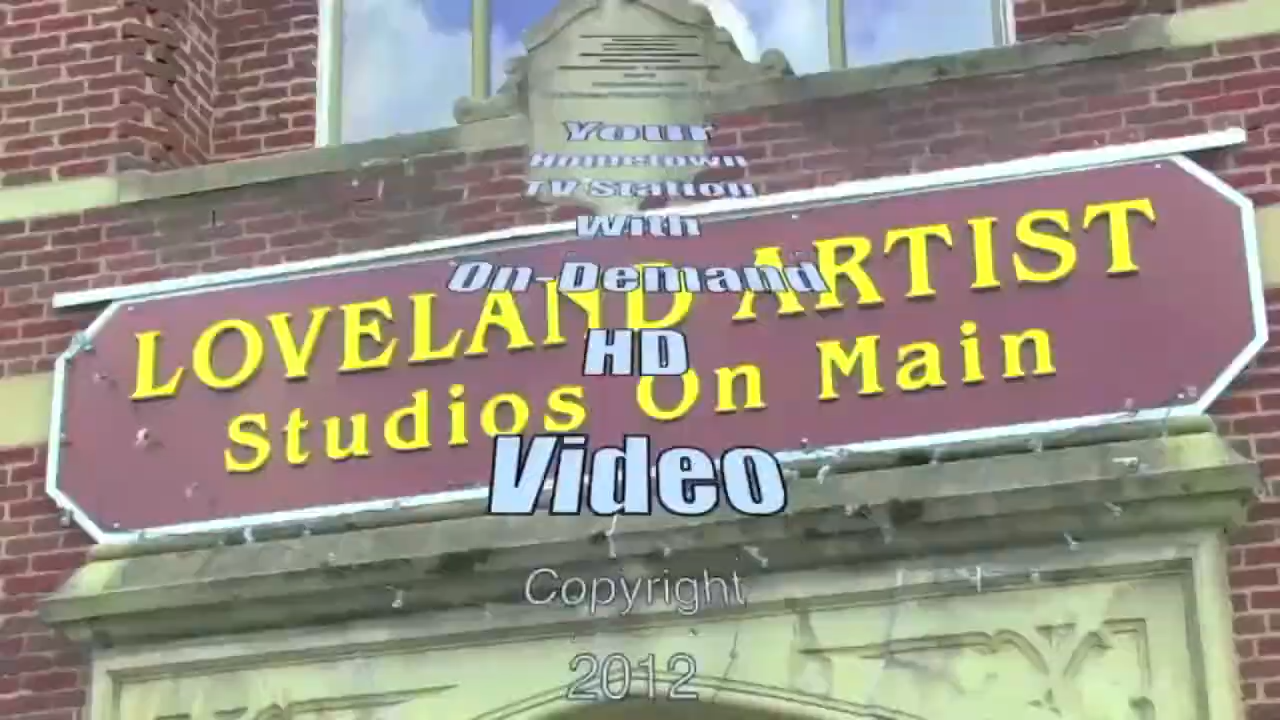 Your
Hometown
TV Station
With
On-Demand
LOVELAND ARTIST
HD
Studios On Main
Video
Copyright
2012